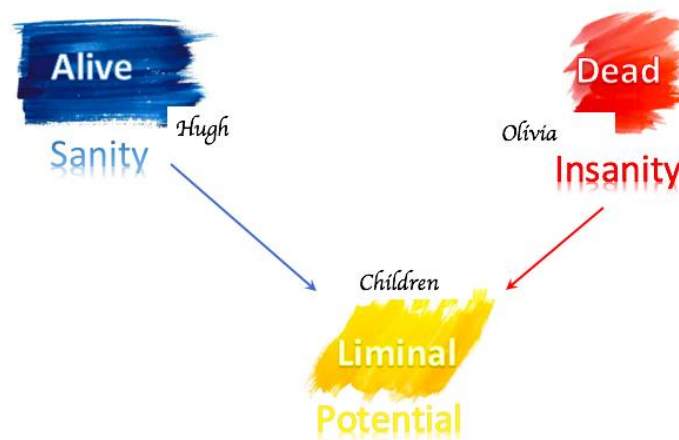 Alive
Dead
Hugh
Olivia
Sanity
Insanity
Children
Liminal
Potential